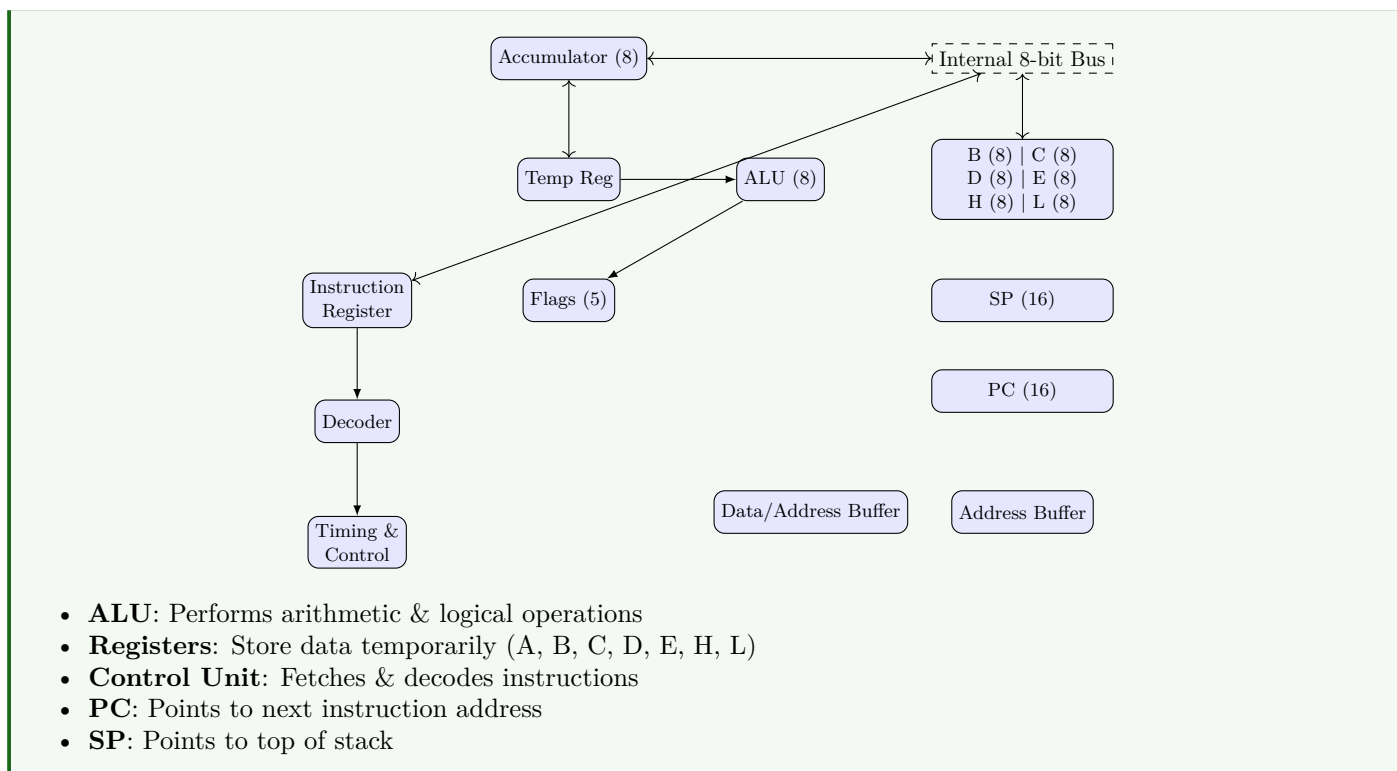 Accumulator (8)
Internal 8-bit Bus
Temp Reg
ALU (8)
B (8) | C (8)
D (8) | E (8)
H (8) | L (8)
Instruction
Register
Flags (5)
SP (16)
PC (16)
Decoder
Data/Address Buffer
Address Buffer
Timing &
Control
• ALU: Performs arithmetic & logical operations
• Registers: Store data temporarily (A, B, C, D, E, H, L)
• Control Unit: Fetches & decodes instructions
• PC: Points to next instruction address
• SP: Points to top of stack